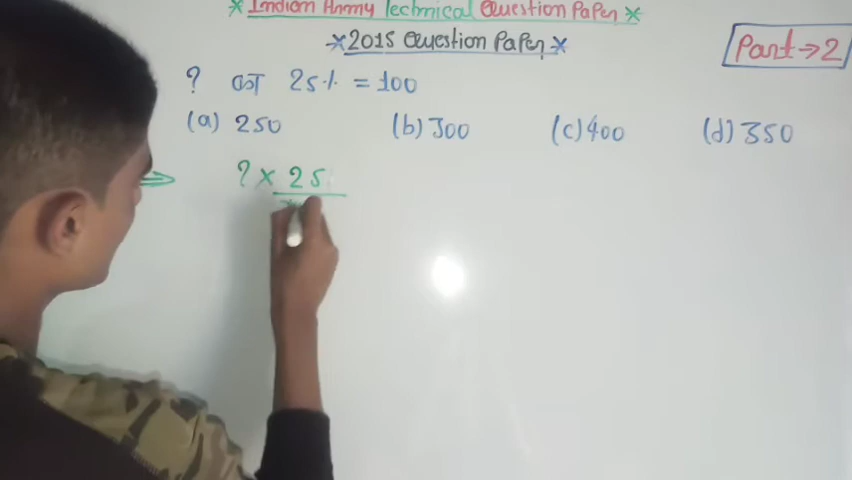 * Indian Army Technical Question Paper *
*2015 Question Paper*
Part→2
? का 25% = 100
(a) 250 (b) 300 (c) 400 (d) 350
⇒ ? × 25